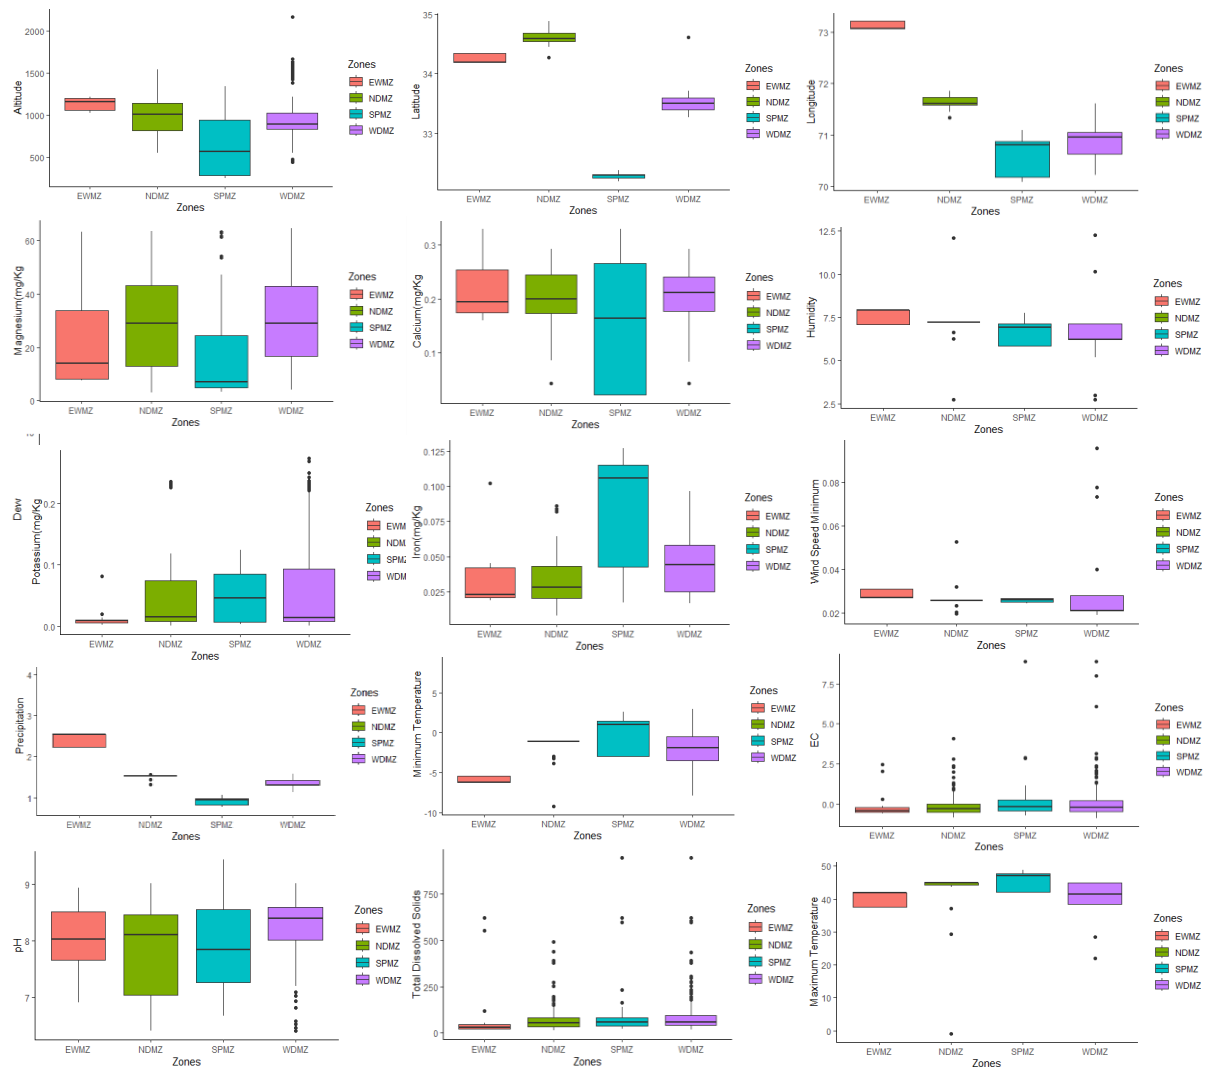 Altitude
2000
1500
1000
500
EWMZ NDMZ SPMZ WDMZ
Zones
Zones
EWMZ
NDMZ
SPMZ
WDMZ
Latitude
35
34
33
EWMZ NDMZ SPMZ WDMZ
Zones
Zones
EWMZ
NDMZ
SPMZ
WDMZ
Longitude
73
72
71
70
EWMZ NDMZ SPMZ WDMZ
Zones
Zones
EWMZ
NDMZ
SPMZ
WDMZ
Magnesium(mg/Kg
60
40
20
0
EWMZ NDMZ SPMZ WDMZ
Zones
Zones
EWMZ
NDMZ
SPMZ
WDMZ
Calcium(mg/Kg
0.3
0.2
0.1
EWMZ NDMZ SPMZ WDMZ
Zones
Zones
EWMZ
NDMZ
SPMZ
WDMZ
Humidity
12.5
10.0
7.5
5.0
2.5
EWMZ NDMZ SPMZ WDMZ
Zones
Zones
EWMZ
NDMZ
SPMZ
WDMZ
Dew
Potassium(mg/Kg
0.2
0.1
0.0
EWMZ NDMZ SPMZ WDMZ
Zones
Zones
EWM
NDM
SPMZ
WDM
Iron(mg/Kg
0.125
0.100
0.075
0.050
0.025
EWMZ NDMZ SPMZ WDMZ
Zones
Zones
EWMZ
NDMZ
SPMZ
WDMZ
Wind Speed Minimum
0.08
0.06
0.04
0.02
EWMZ NDMZ SPMZ WDMZ
Zones
Zones
EWMZ
NDMZ
SPMZ
WDMZ
Precipitation
4
3
2
1
EWMZ NDMZ SPMZ WDMZ
Zones
Zones
EWMZ
NDMZ
SPMZ
WDMZ
Minimum Temperature
5
0
-5
-10
EWMZ NDMZ SPMZ WDMZ
Zones
Zones
EWMZ
NDMZ
SPMZ
WDMZ
EC
7.5
5.0
2.5
0.0
EWMZ NDMZ SPMZ WDMZ
Zones
Zones
EWMZ
NDMZ
SPMZ
WDMZ
pH
9
8
7
EWMZ NDMZ SPMZ WDMZ
Zones
Zones
EWMZ
NDMZ
SPMZ
WDMZ
Total Dissolved Solids
750
500
250
0
EWMZ NDMZ SPMZ WDMZ
Zones
Zones
EWMZ
NDMZ
SPMZ
WDMZ
Maximum Temperature
50
40
30
20
10
0
EWMZ NDMZ SPMZ WDMZ
Zones
Zones
EWMZ
NDMZ
SPMZ
WDMZ